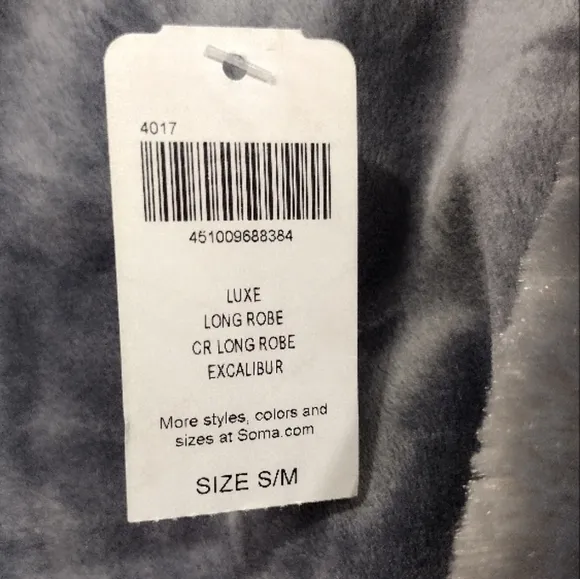 4017
451009688384
LUXE
LONG ROBE
CR LONG ROBE
EXCALIBUR
More styles, colors and
sizes at Soma.com
SIZE S/M